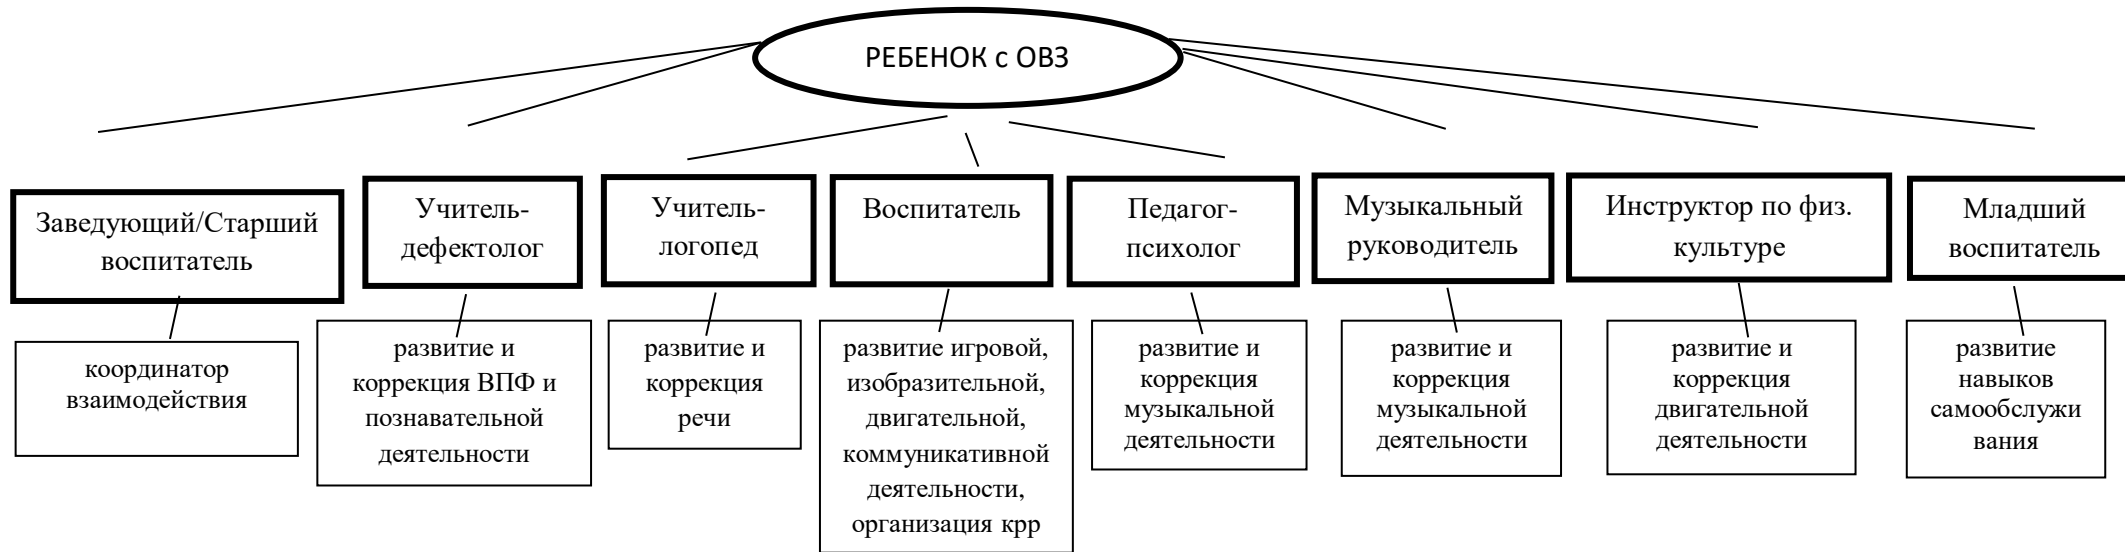 РЕБЕНОК с ОВЗ
Заведующий/Старший
воспитатель
Учитель-
дефектолог
Учитель-
логопед
Воспитатель
Педагог-
психолог
Музыкальный
руководитель
Инструктор по физ.
культуре
Младший
воспитатель
координатор
взаимодействия
развитие и
коррекция ВПФ и
познавательной
деятельности
развитие и
коррекция
речи
развитие игровой,
изобразительной,
двигательной,
коммуникативной
деятельности,
организация крр
развитие и
коррекция
музыкальной
деятельности
развитие и
коррекция
музыкальной
деятельности
развитие и
коррекция
двигательной
деятельности
развитие
навыков
самообслужи
вания